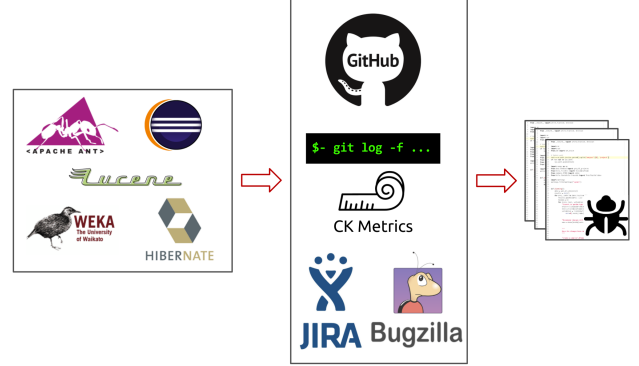 <APACHE ANT>
Lucene
WEKA
The University
of Waikato
HIBERNATE
GitHub
$- git log -f ...
CK Metrics
JIRA
Bugzilla